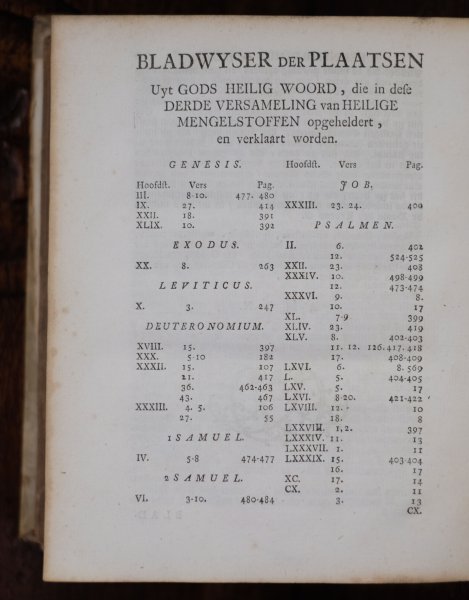 BLADWYSER DER PLAATSEN
Uyt GODS HEILIG WOORD, die in deſe
DERDE VERSAMELING van HEILIGE
MENGELSTOFFEN opgeheldert,
en verklaart worden.
GENESIS.
Hoofdſt. Vers Pag.
III. 8-10. 477. 480
IX. 27. 414
XXII. 18. 391
XLIX. 10. 392
EXODUS.
XX. 8. 263
LEVITICUS.
X. 3. 247
DEUTERONOMIUM.
XVIII. 15. 397
XXX. 5-10 182
XXXII. 15. 107
21. 417
36. 462-463
43. 467
XXXIII. 4. 5. 106
27. 55
1 SAMUEL.
IV. 5-8 474-477
2 SAMUEL.
VI. 3-10. 480-484
Hoofdſt. Vers Pag.
JOB.
XXXIII. 23. 24. 400
PSALMEN.
II. 6. 402
12. 524-525
XXII. 23. 408
XXXIV. 10. 498-499
12. 473-474
XXXVI. 9. 8.
10. 17
XL. 7-9 399
XLIV. 23. 419
XLV. 8. 402-403
11. 12. 126. 417. 418
17. 408-409
LXVI. 6. 8. 569
L. 5. 404-405
LXV. 5. 17
LXVI. 8-20. 421-422
LXVIII. 12. 10
18. 8
LXXVIII. 1, 2. 397
LXXXIV. 11. 13
LXXXVII. 1. 11
LXXXIX. 15. 403-404
16. 17
XC. 17. 14
CX. 2. 11
3. 13
CX.